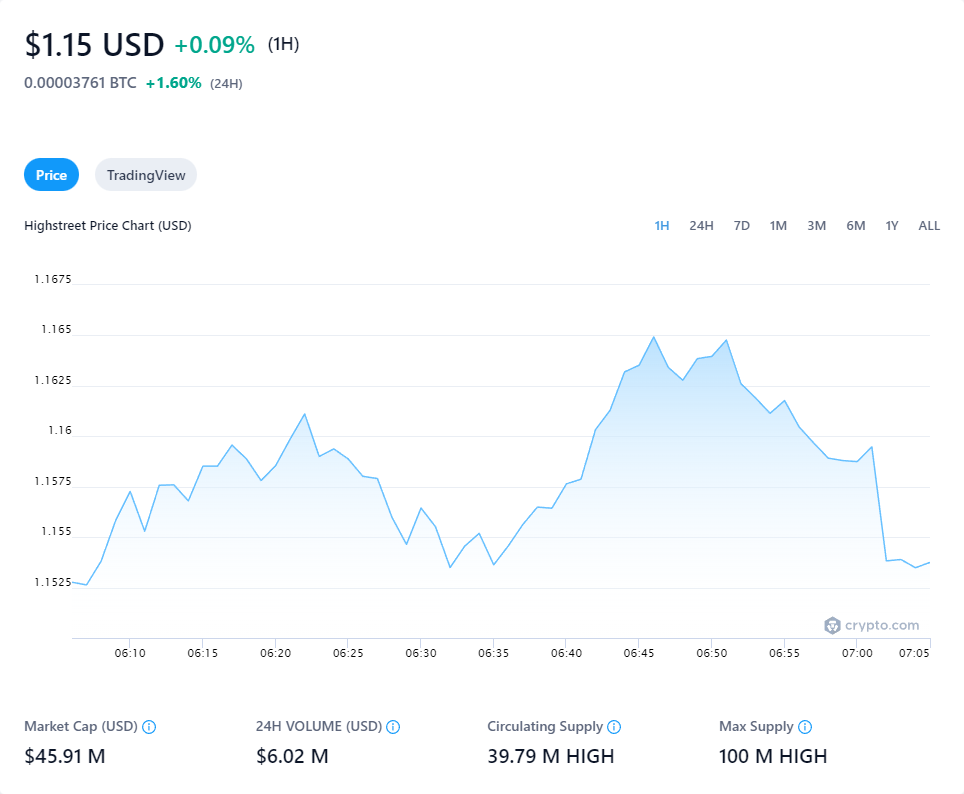 $1.15 USD +0.09% (1H)
0.00003761 BTC +1.60% (24H)
Price TradingView
Highstreet Price Chart (USD) 1H 24H 7D 1M 3M 6M 1Y ALL
1.1675
1.165
1.1625
1.16
1.1575
1.155
1.1525
crypto.com
06:10 06:15 06:20 06:25 06:30 06:35 06:40 06:45 06:50 06:55 07:00 07:05
Market Cap (USD) 24H VOLUME (USD) Circulating Supply Max Supply
$45.91 M $6.02 M 39.79 M HIGH 100 M HIGH